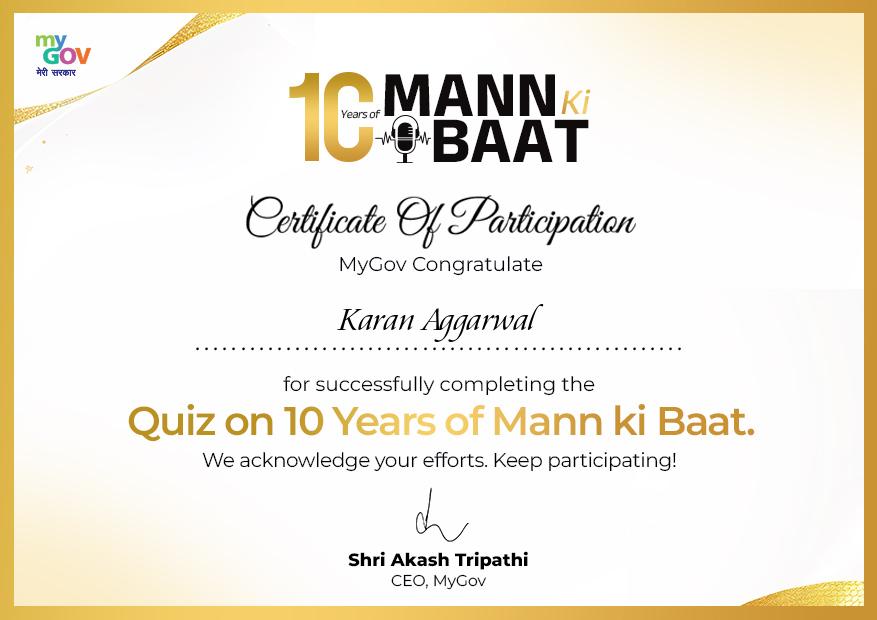 my
GOV
मेरी सरकार
10 Years of MANN Ki
BAAT
Certificate Of Participation
MyGov Congratulate
Karan Aggarwal
for successfully completing the
Quiz on 10 Years of Mann ki Baat.
We acknowledge your efforts. Keep participating!
Shri Akash Tripathi
CEO, MyGov